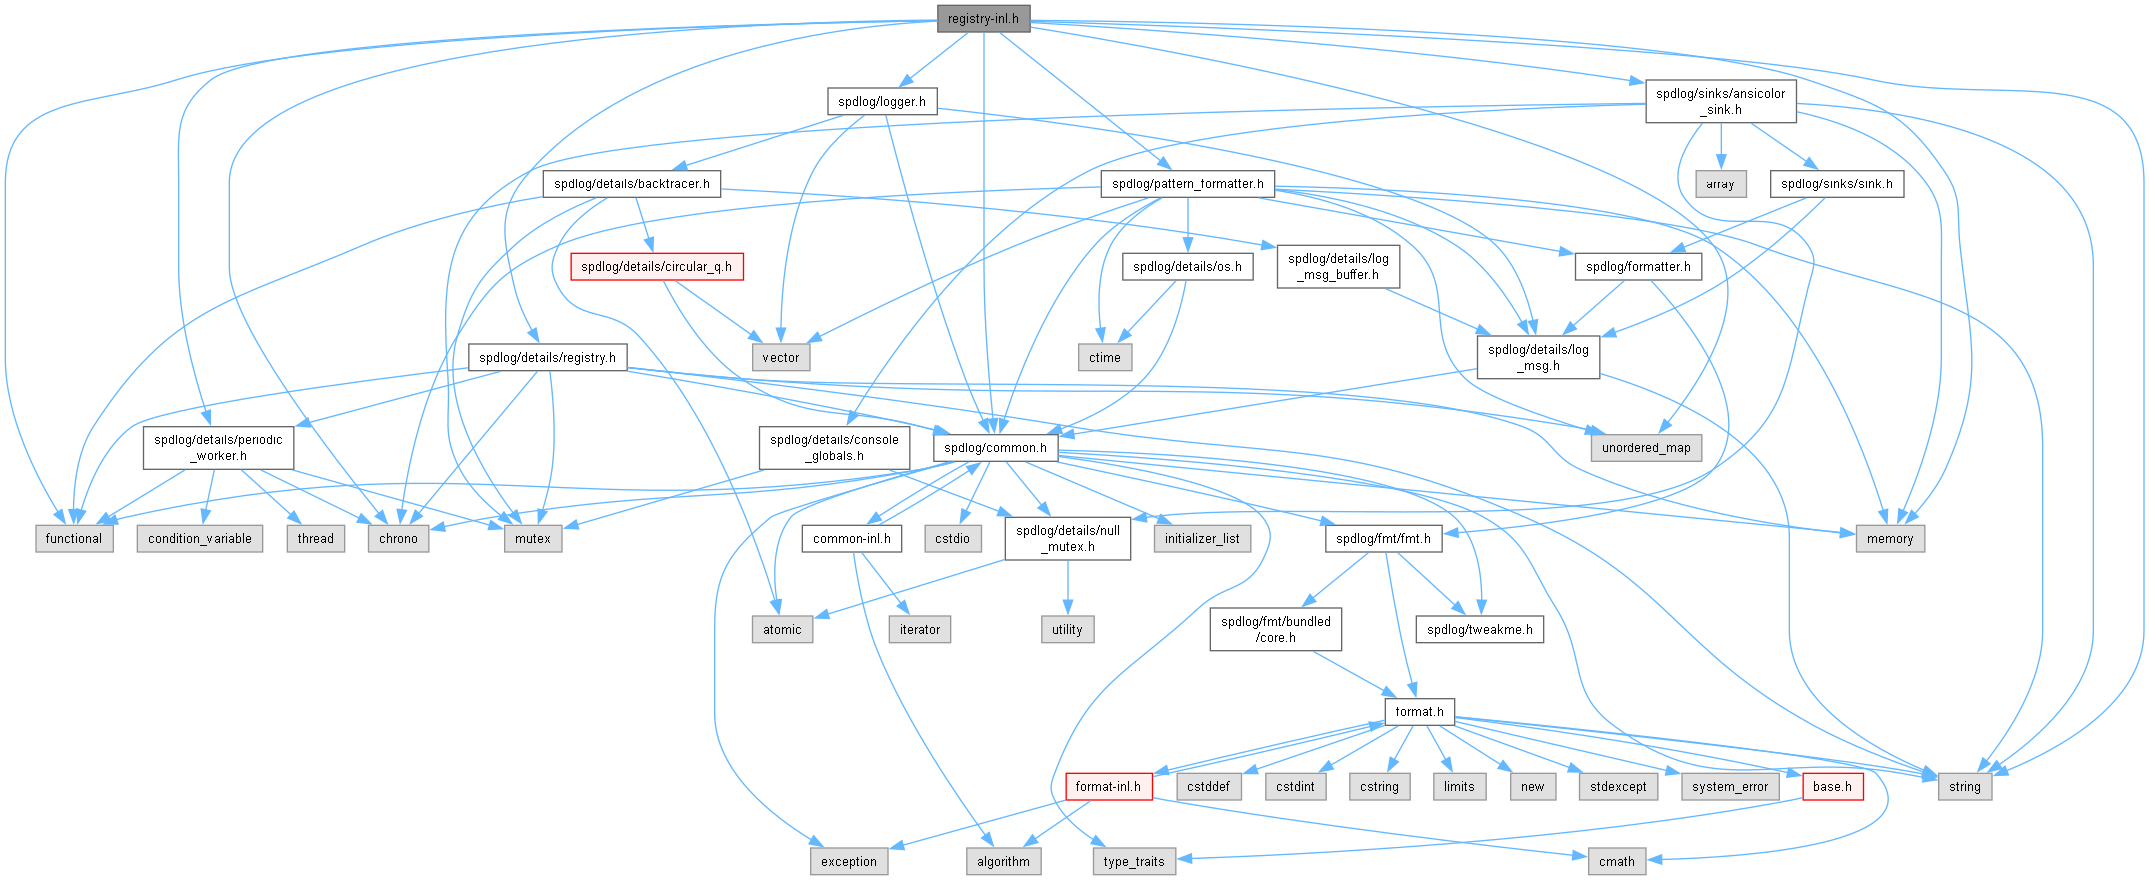 registry-inl.h
spdlog/logger.h
spdlog/sinks/ansicolor
_sink.h
spdlog/details/backtracer.h
spdlog/pattern_formatter.h
array
spdlog/sinks/sink.h
spdlog/details/circular_q.h
spdlog/details/os.h
spdlog/details/log
_msg_buffer.h
spdlog/formatter.h
spdlog/details/registry.h
vector
ctime
spdlog/details/log
_msg.h
spdlog/details/periodic
_worker.h
spdlog/details/console
_globals.h
spdlog/common.h
unordered_map
functional
condition_variable
thread
chrono
mutex
common-inl.h
cstdio
spdlog/details/null
_mutex.h
initializer_list
spdlog/fmt/fmt.h
memory
atomic
iterator
utility
spdlog/fmt/bundled
/core.h
spdlog/tweakme.h
format.h
format-inl.h
cstddef
cstdint
cstring
limits
new
stdexcept
system_error
base.h
string
exception
algorithm
type_traits
cmath